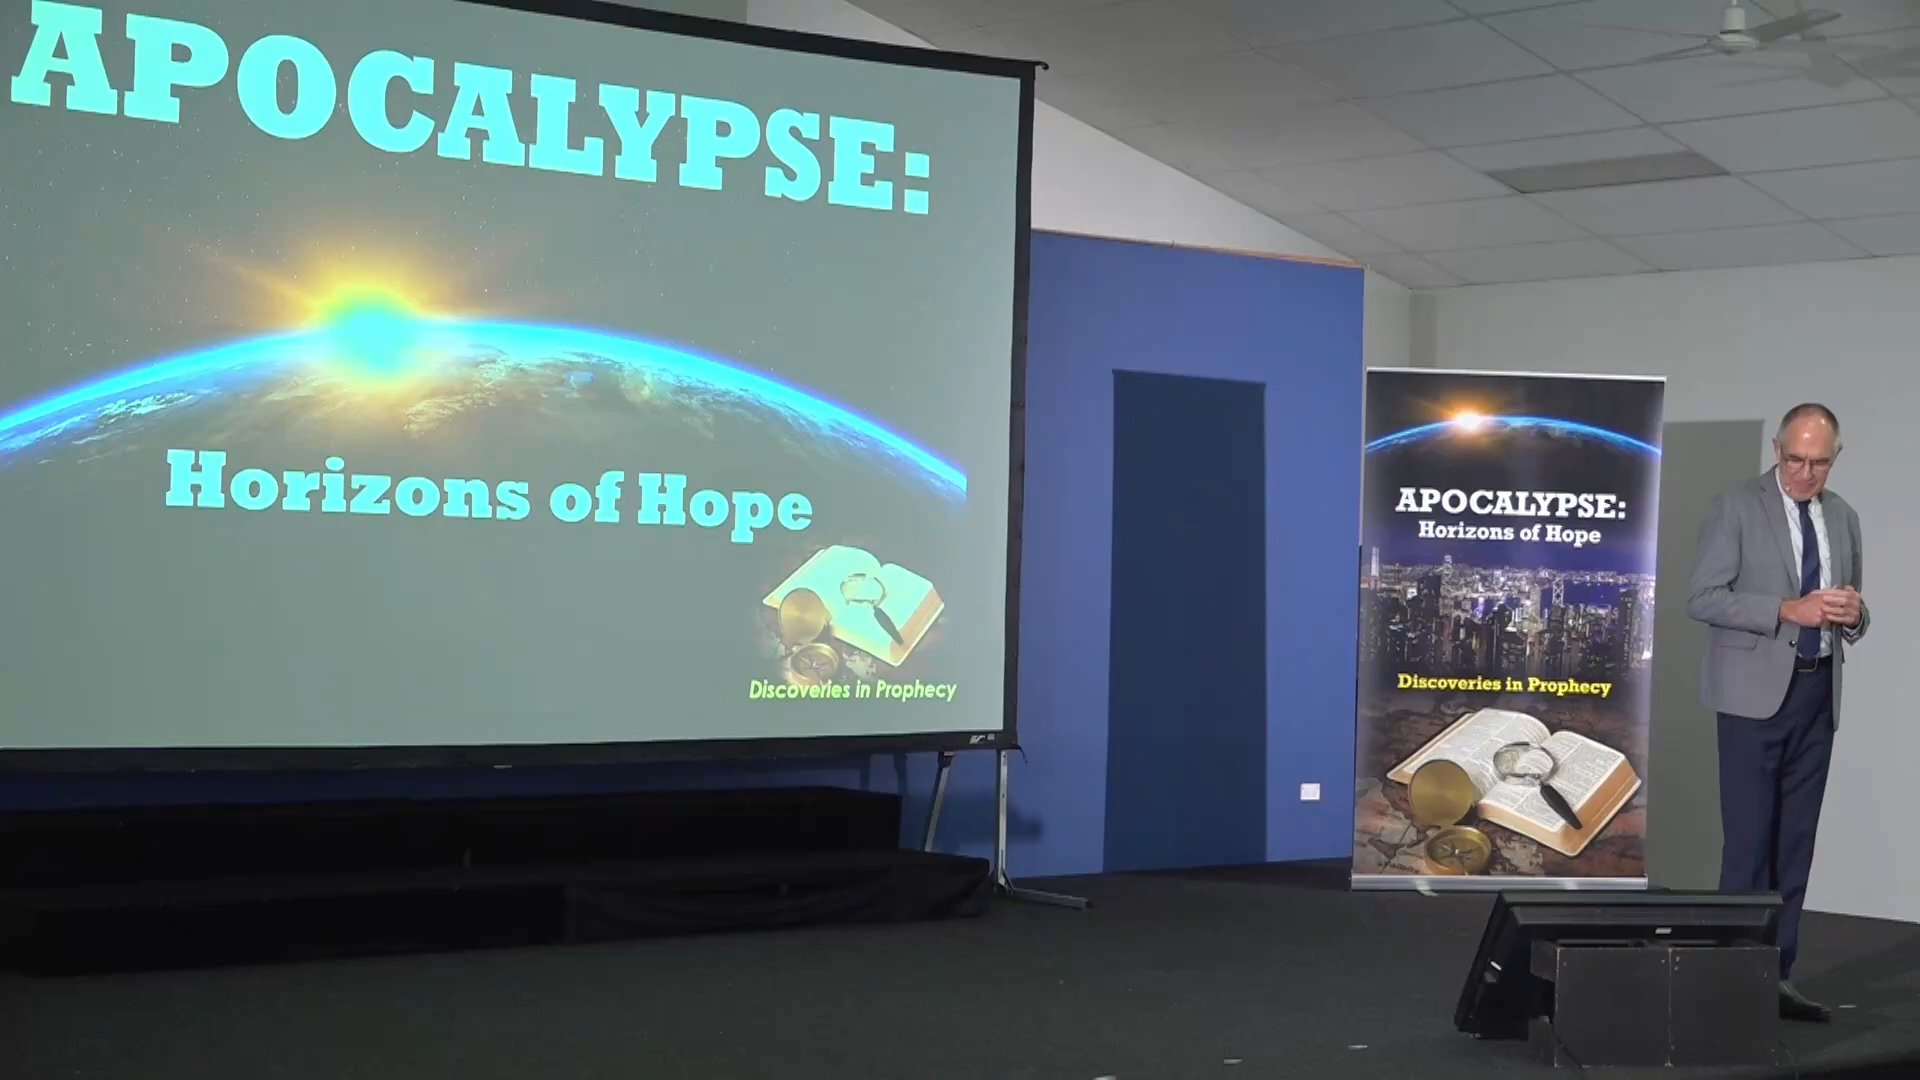 APOCALYPSE:
Horizons of Hope
Discoveries in Prophecy
APOCALYPSE:
Horizons of Hope
Discoveries in Prophecy